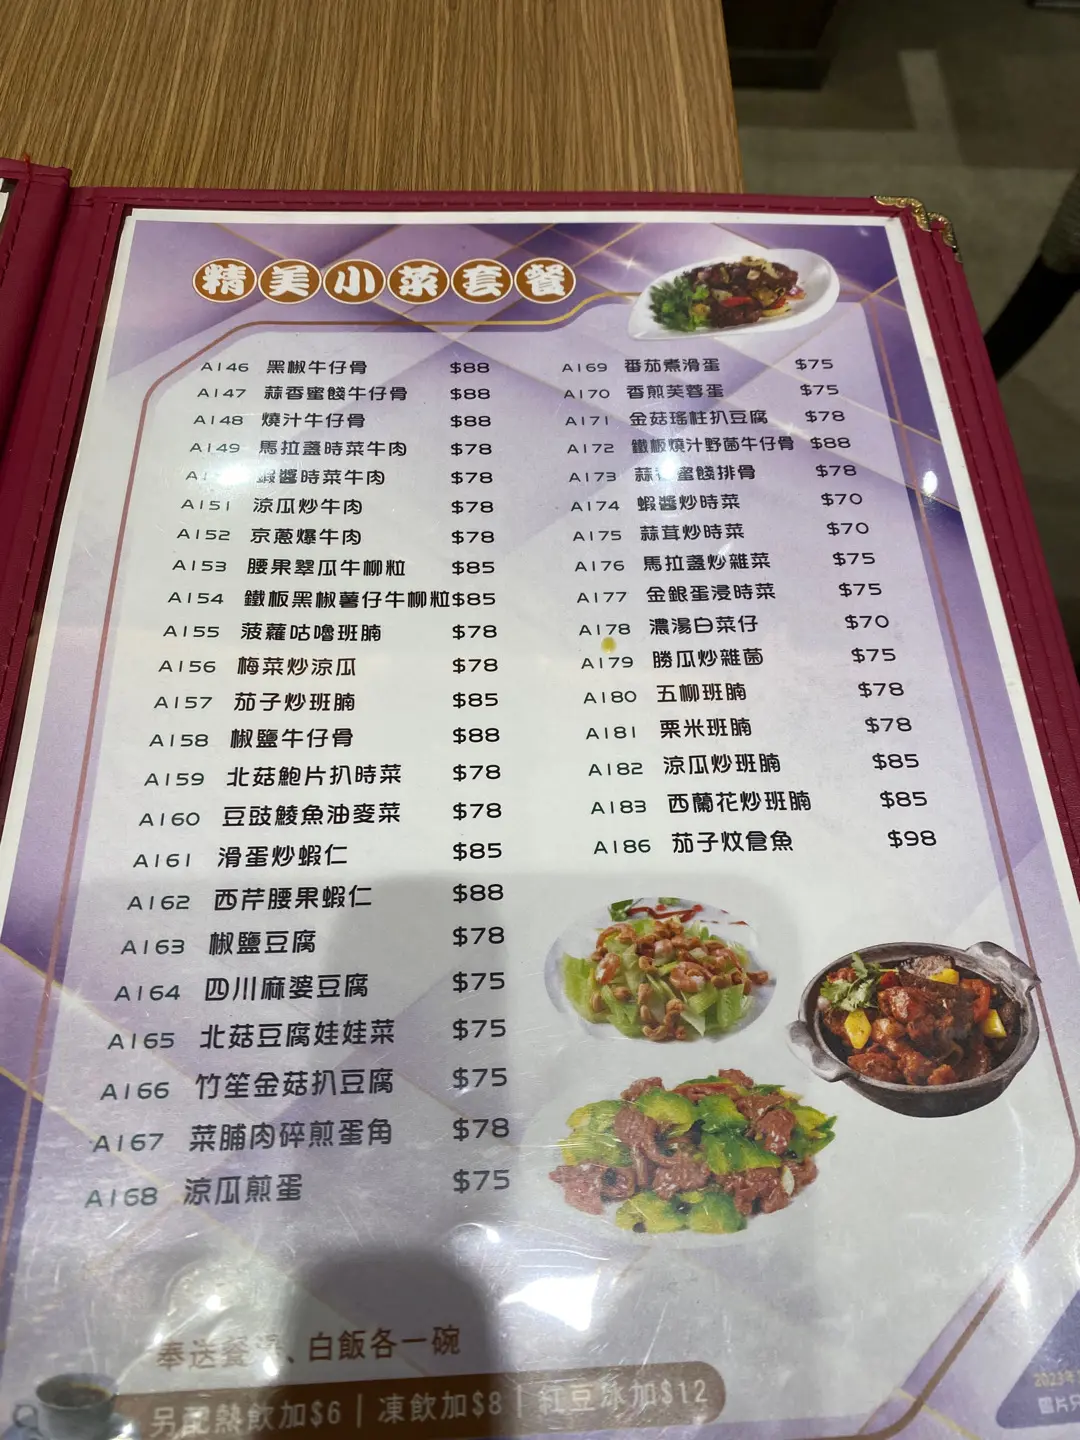 精美小菜套餐
A146 黑椒牛仔骨 $88
A147 蒜香蜜餞牛仔骨 $88
A148 燒汁牛仔骨 $88
A149 馬拉盞時菜牛肉 $78
蝦醬時菜牛肉 $78
A151 涼瓜炒牛肉 $78
A152 京蔥爆牛肉 $78
A153 腰果翠瓜牛柳粒 $85
A154 鐵板黑椒薯仔牛柳粒 $85
A155 菠蘿咕嚕班腩 $78
A156 梅菜炒涼瓜 $78
A157 茄子炒班腩 $85
A158 椒鹽牛仔骨 $88
A159 北菇鮑片扒時菜 $78
A160 豆豉鯪魚油麥菜 $78
A161 滑蛋炒蝦仁 $85
A162 西芹腰果蝦仁 $88
A163 椒鹽豆腐 $78
A164 四川麻婆豆腐 $75
A165 北菇豆腐娃娃菜 $75
A166 竹笙金菇扒豆腐 $75
A167 菜脯肉碎煎蛋角 $78
A168 涼瓜煎蛋 $75
A169 番茄煮滑蛋 $75
A170 香煎芙蓉蛋 $75
A171 金菇瑤柱扒豆腐 $78
A172 鐵板燒汁野菌牛仔骨 $88
A173 蒜香蜜餞排骨 $78
A174 蝦醬炒時菜 $70
A175 蒜茸炒時菜 $70
A176 馬拉盞炒雜菜 $75
A177 金銀蛋浸時菜 $75
A178 濃湯白菜仔 $70
A179 勝瓜炒雜菌 $75
A180 五柳班腩 $78
A181 粟米班腩 $78
A182 涼瓜炒班腩 $85
A183 西蘭花炒班腩 $85
A186 茄子炆倉魚 $98
奉送餐湯、白飯各一碗
另配熱飲加$6 | 凍飲加$8 | 紅豆冰加$12
2023年
圖片只